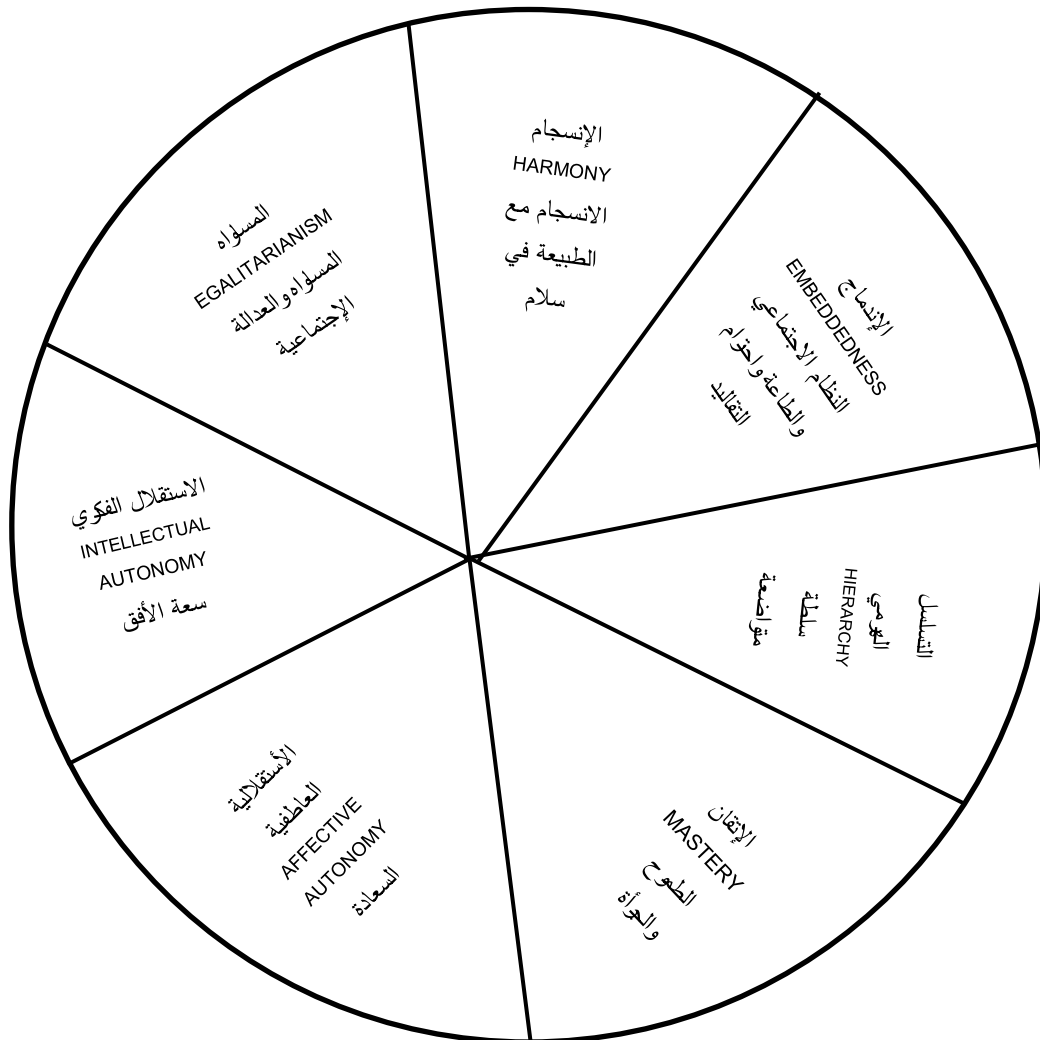 الإنسجام
HARMONY
الانسجام مع
الطبيعة في
سلام
الإندماج
EMBEDDEDNESS
النظام الاجتماعي
والطاعة واحترام
التقاليد
التسلسل
الهرمي
HIERARCHY
سلطة
متواضعة
الإتقان
MASTERY
الطموح
والجرأة
الأستقلالية
العاطفية
AFFECTIVE
AUTONOMY
السعادة
الاستقلال الفكري
INTELLECTUAL
AUTONOMY
سعة الأفق
المساواه
EGALITARIANISM
المساواه والعدالة
الإجتماعية